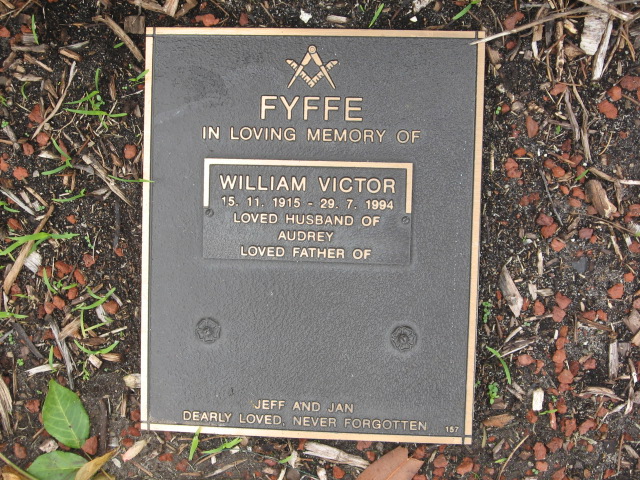 FYFFE
IN LOVING MEMORY OF
WILLIAM VICTOR
15. 11. 1915 - 29. 7. 1994
LOVED HUSBAND OF
AUDREY
LOVED FATHER OF
JEFF AND JAN
DEARLY LOVED, NEVER FORGOTTEN 157